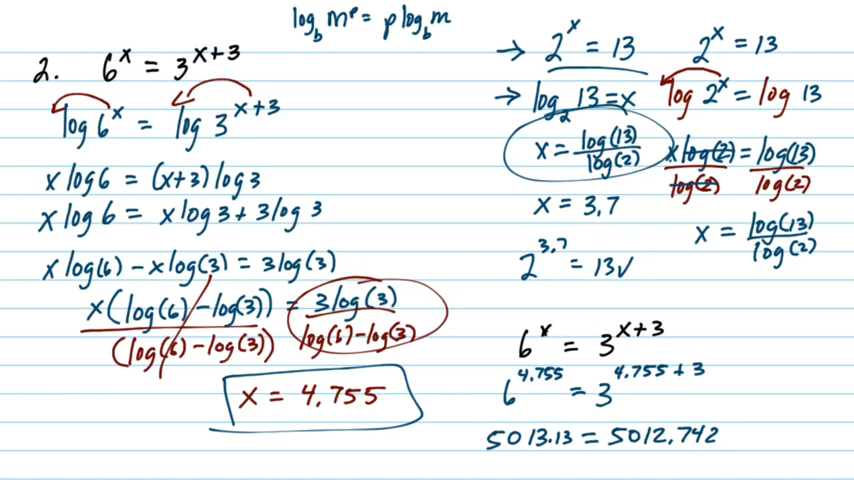 log_b m^p = p log_b m
2. 6^x = 3^(x+3)
log 6^x = log 3^(x+3)
x log 6 = (x+3) log 3
x log 6 = x log 3 + 3 log 3
x log(6) - x log(3) = 3 log(3)
x(log(6) - log(3)) = 3 log(3)
(log(6) - log(3)) log(6) - log(3)
x = 4.755
→ 2^x = 13
→ log_2 13 = x
x = log(13)/log(2)
x = 3.7
2^3.7 = 13 ✓
2^x = 13
log 2^x = log 13
x log(2) = log(13)
log(2) log(2)
x = log(13)/log(2)
6^x = 3^(x+3)
6^4.755 = 3^(4.755+3)
5013.13 = 5012.742